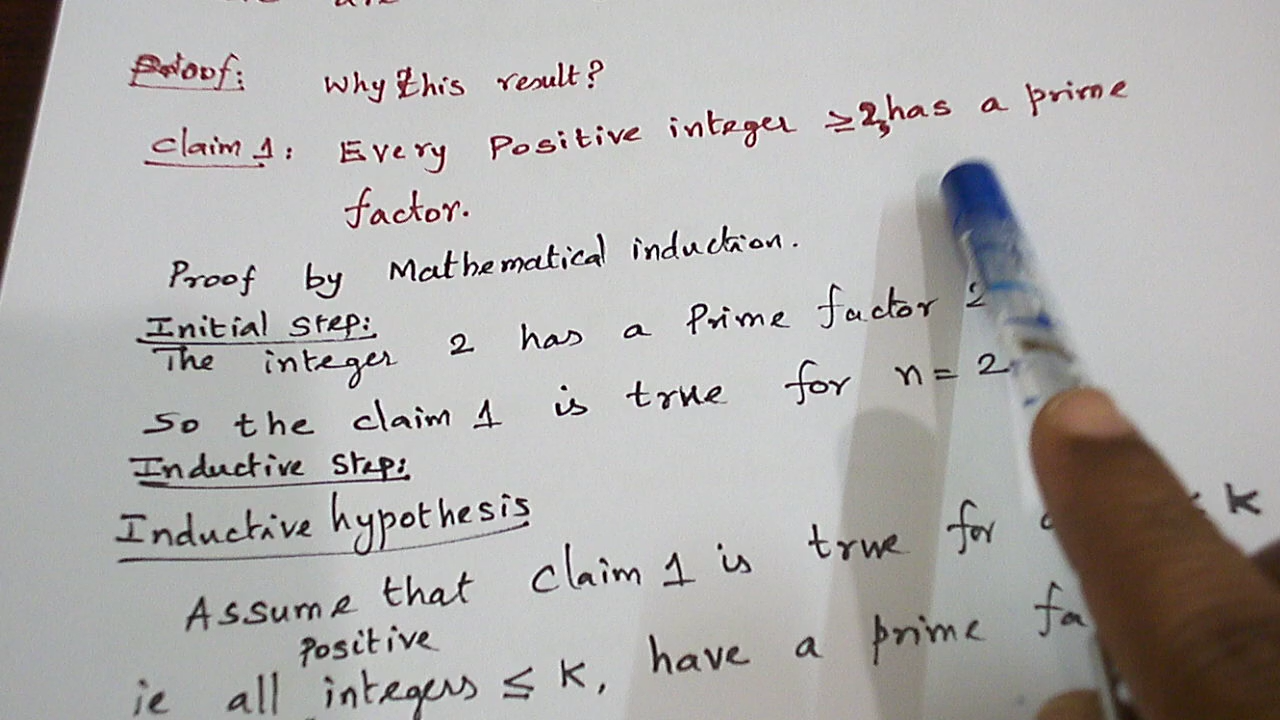 Proof: Why this result?
Claim 1: Every Positive integer ≥2, has a prime
factor.
Proof by Mathematical induction.
Initial step:
The integer 2 has a Prime factor 2
So the claim 1 is true for n = 2
Inductive step:
Inductive hypothesis
Assume that claim 1 is true for K
Positive
ie all integers ≤ K, have a prime